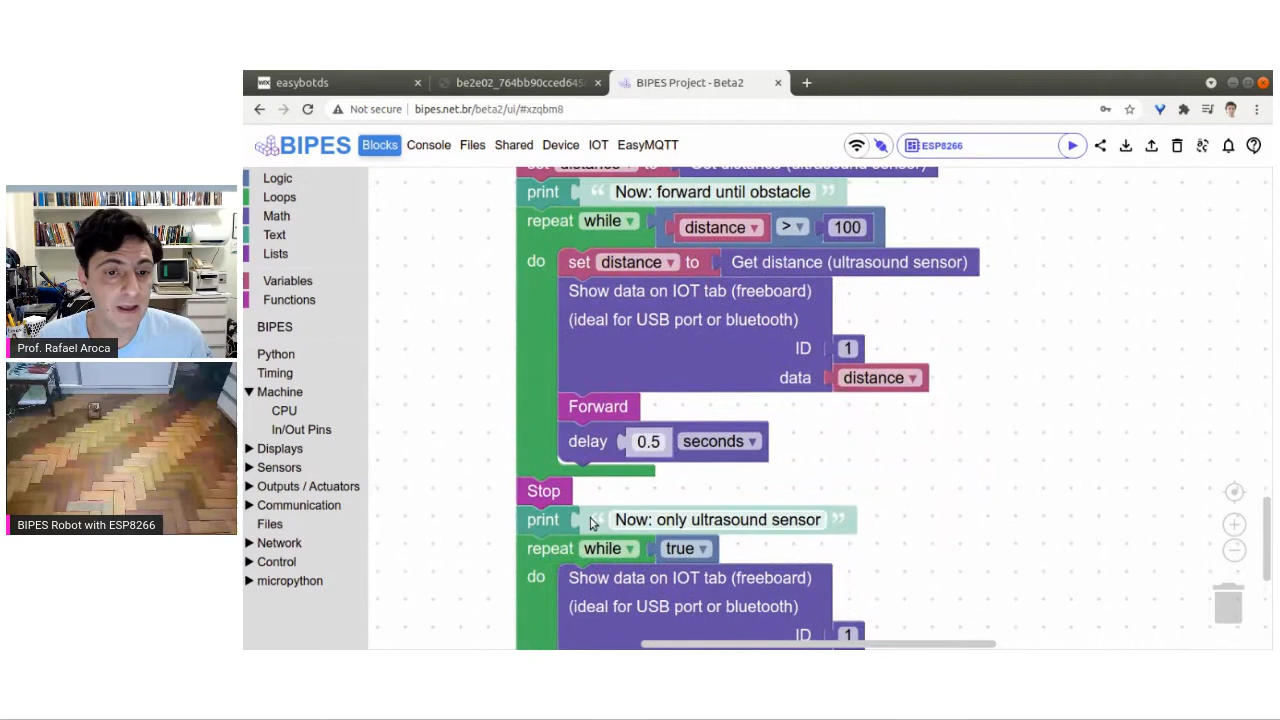 WIX easybotds
be2e02_764bb90cced645
BIPES Project - Beta2
Not secure
bipes.net.br/beta2/ui/#xzqbm8
BIPES
Blocks
Console
Files
Shared
Device
IOT
EasyMQTT
ESP8266
Logic
Loops
Math
Text
Lists
Variables
Functions
BIPES
Python
Timing
Machine
CPU
In/Out Pins
Displays
Sensors
Outputs / Actuators
Communication
Files
Network
Control
micropython
print “ Now: forward until obstacle ”
repeat while distance > 100
do set distance to Get distance (ultrasound sensor)
Show data on IOT tab (freeboard)
(ideal for USB port or bluetooth)
ID 1
data distance
Forward
delay 0.5 seconds
Stop
print “ Now: only ultrasound sensor ”
repeat while true
do Show data on IOT tab (freeboard)
(ideal for USB port or bluetooth)
ID 1
Prof. Rafael Aroca
BIPES Robot with ESP8266